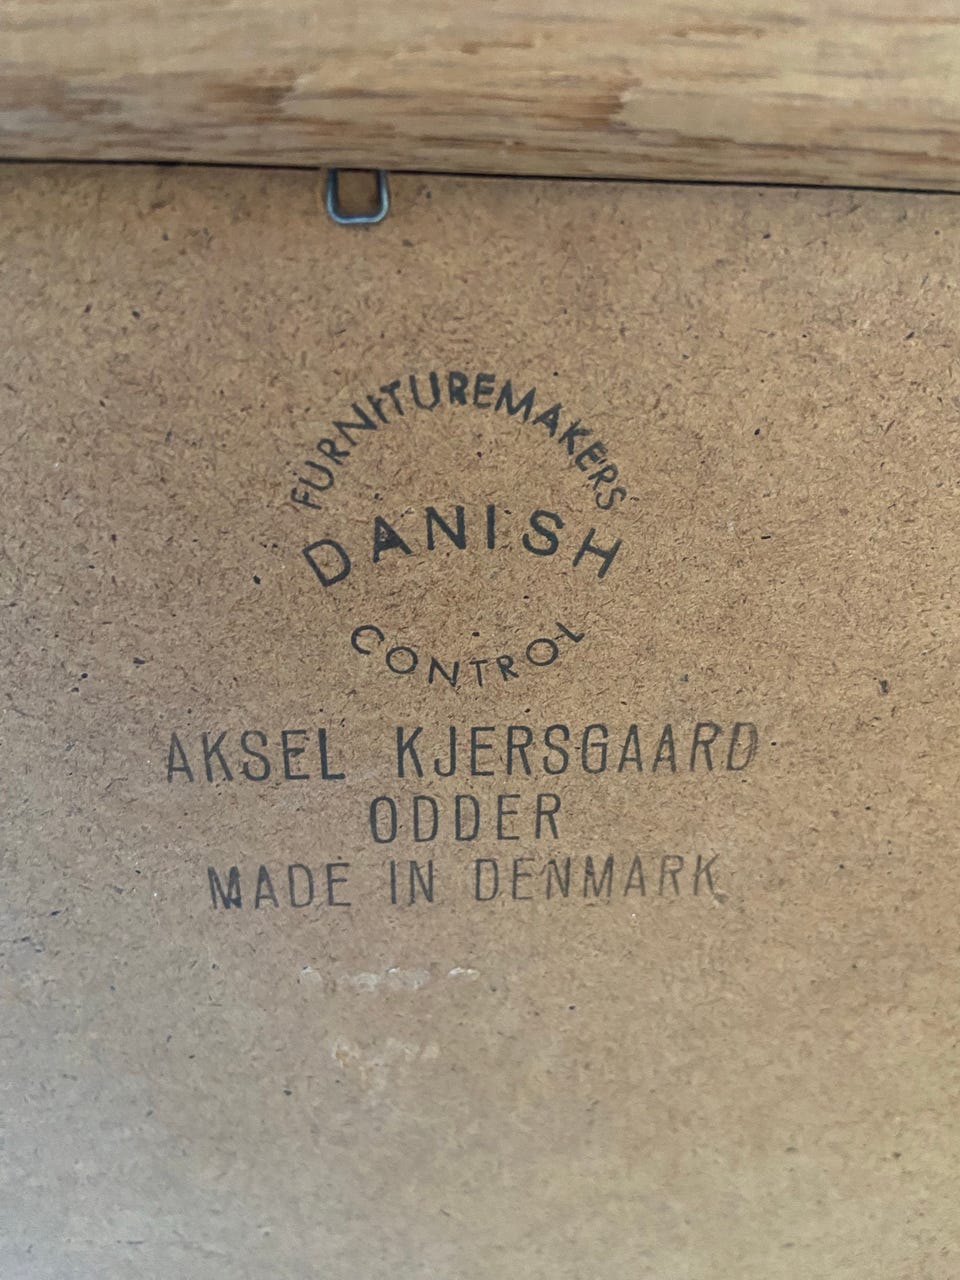 FURNITUREMAKERS
DANISH
CONTROL
AKSEL KJERSGAARD
ODDER
MADE IN DENMARK